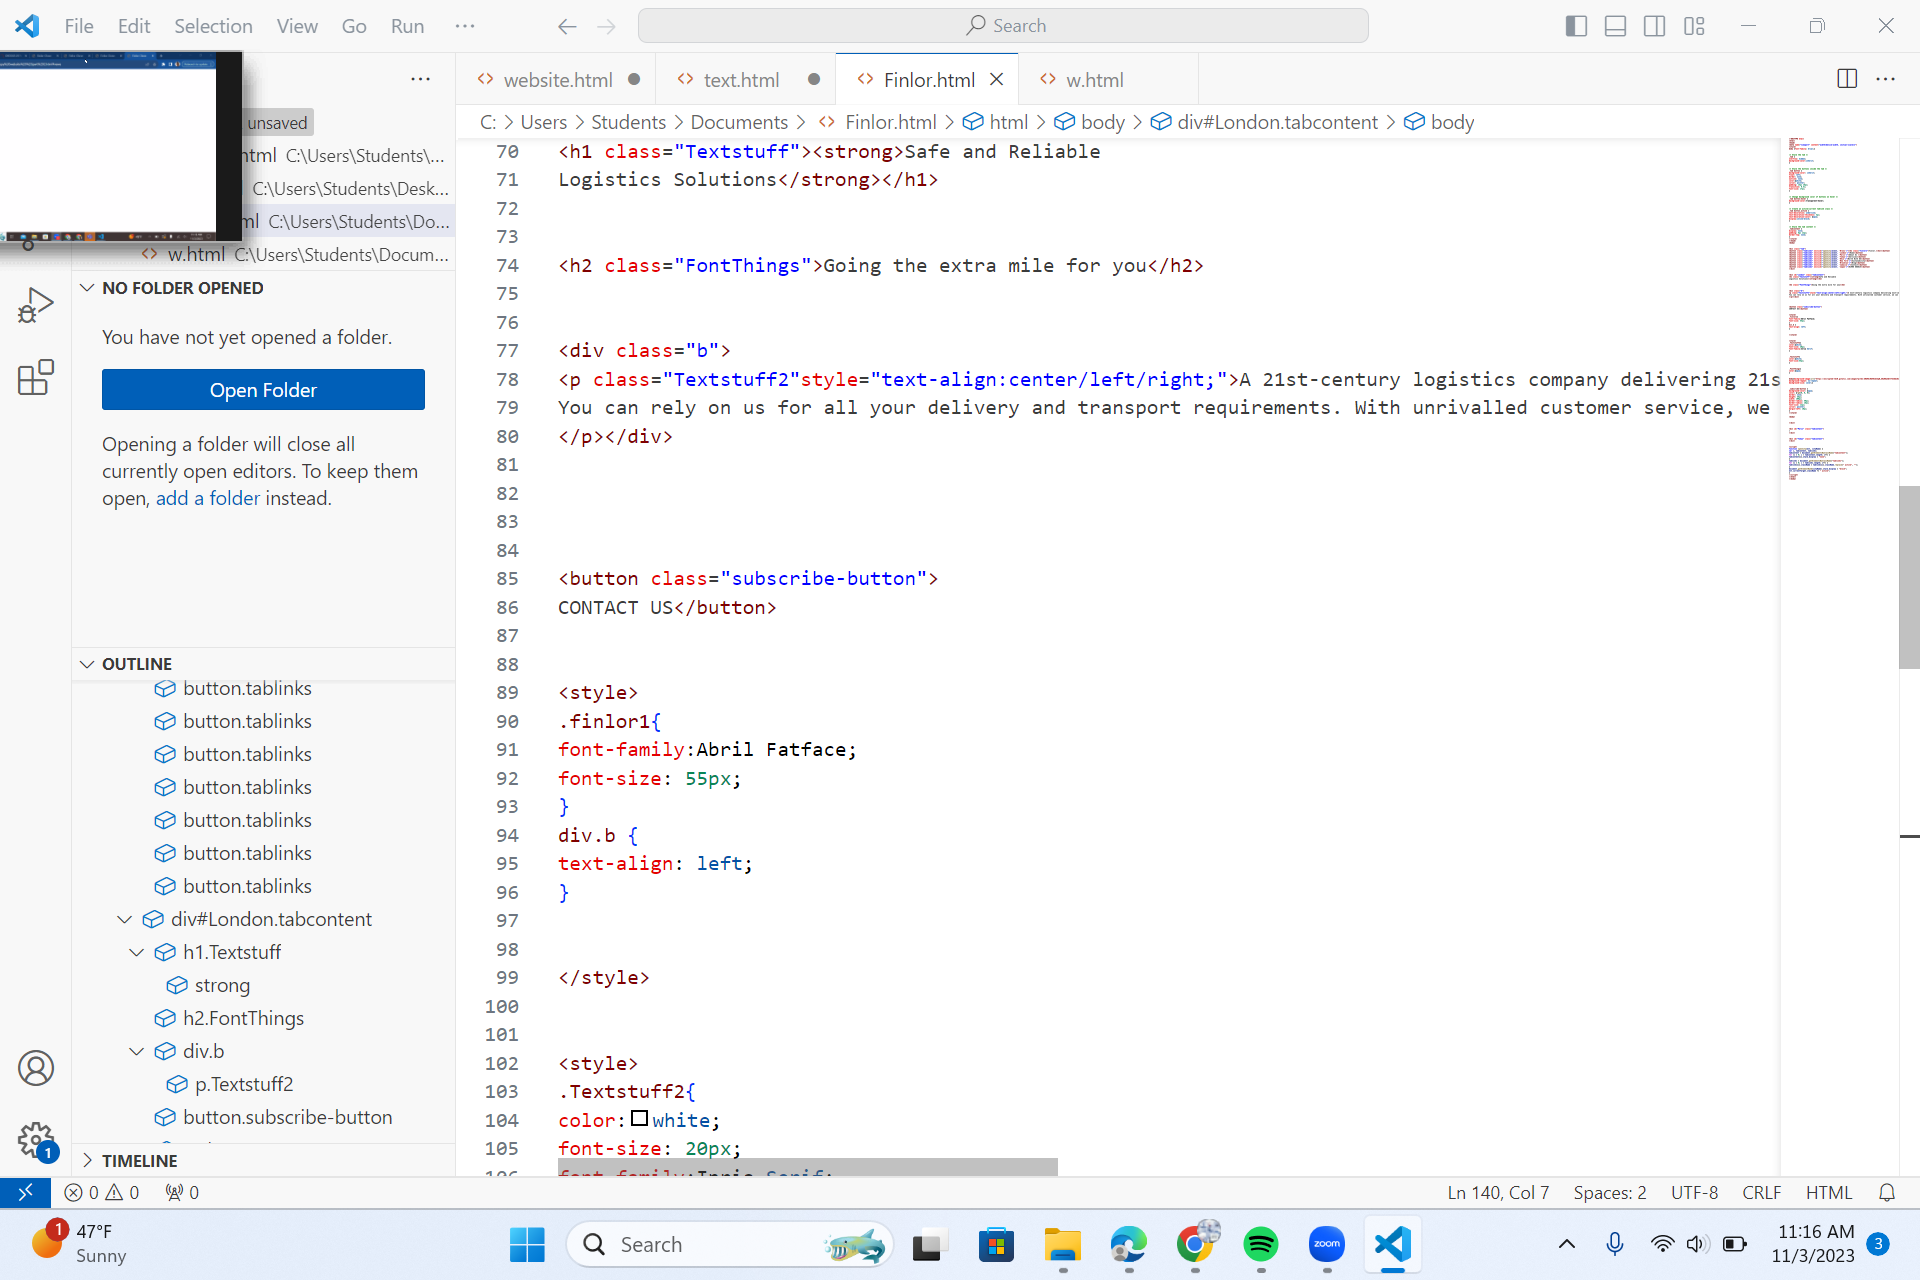 File Edit Selection View Go Run ··· Search
website.html text.html Finlor.html w.html
C: > Users > Students > Documents > Finlor.html > html > body > div#London.tabcontent > body
unsaved
C:\Users\Students\...
C:\Users\Students\Desk...
C:\Users\Students\Do...
w.html C:\Users\Students\Docum...
NO FOLDER OPENED
You have not yet opened a folder.
Open Folder
Opening a folder will close all
currently open editors. To keep them
open, add a folder instead.
OUTLINE
button.tablinks
button.tablinks
button.tablinks
button.tablinks
button.tablinks
button.tablinks
button.tablinks
div#London.tabcontent
h1.Textstuff
strong
h2.FontThings
div.b
p.Textstuff2
button.subscribe-button
TIMELINE
70 <h1 class="Textstuff"><strong>Safe and Reliable
71 Logistics Solutions</strong></h1>
72
73
74 <h2 class="FontThings">Going the extra mile for you</h2>
75
76
77 <div class="b">
78 <p class="Textstuff2"style="text-align:center/left/right;">A 21st-century logistics company delivering 21s
79 You can rely on us for all your delivery and transport requirements. With unrivalled customer service, we
80 </p></div>
81
82
83
84
85 <button class="subscribe-button">
86 CONTACT US</button>
87
88
89 <style>
90 .finlor1{
91 font-family:Abril Fatface;
92 font-size: 55px;
93 }
94 div.b {
95 text-align: left;
96 }
97
98
99 </style>
100
101
102 <style>
103 .Textstuff2{
104 color: white;
105 font-size: 20px;
0 0 0 Ln 140, Col 7 Spaces: 2 UTF-8 CRLF HTML
1
1
47°F
Sunny
Search
zoom
11:16 AM
11/3/2023
3